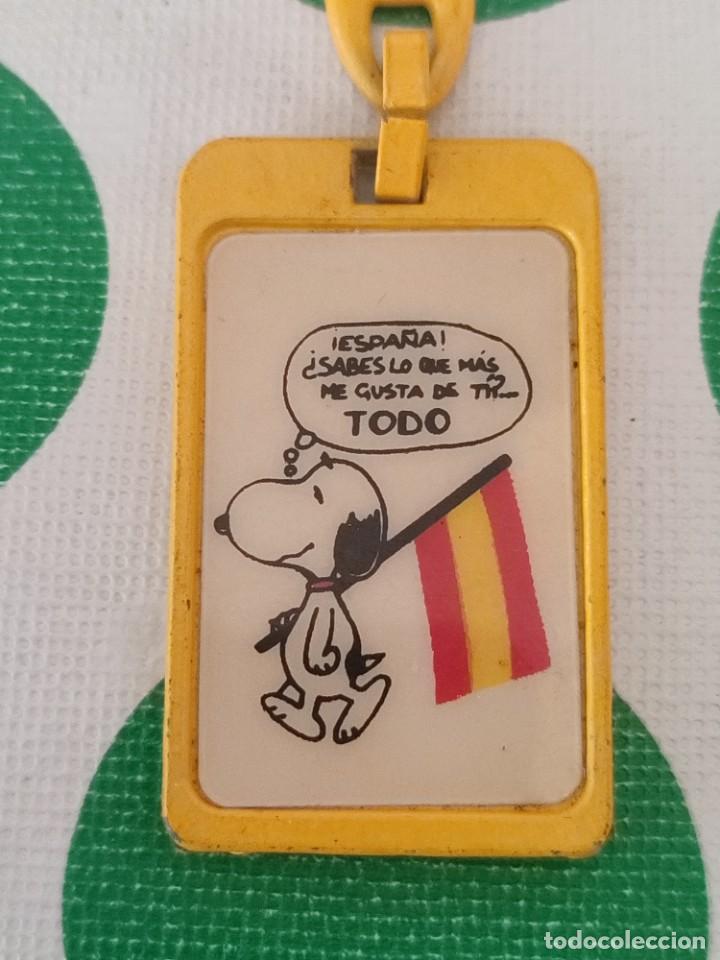 ¡ESPAÑA!
¿SABES LO QUE MÁS
ME GUSTA DE TI?...
TODO
todocoleccion